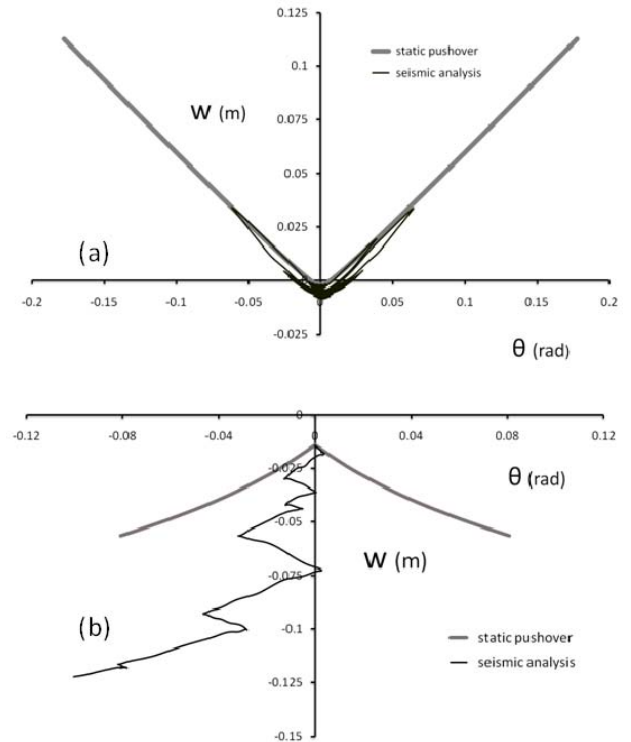 0.125
static pushover
0.1
seismic analysis
W (m)
0.075
0.05
0.025
(a)
0
-0.2 -0.15 -0.1 -0.05 0 0.05 0.1 0.15 0.2
-0.025
θ (rad)
0
-0.12 -0.08 -0.04 0 0.04 0.08 0.12
-0.025
θ (rad)
-0.05
W (m)
-0.075
(b)
-0.1
static pushover
seismic analysis
-0.125
-0.15